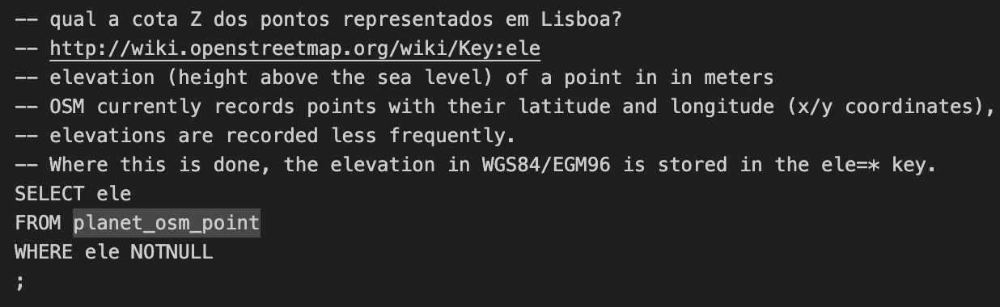 -- qual a cota Z dos pontos representados em Lisboa?
-- http://wiki.openstreetmap.org/wiki/Key:ele
-- elevation (height above the sea level) of a point in in meters
-- OSM currently records points with their latitude and longitude (x/y coordinates),
-- elevations are recorded less frequently.
-- Where this is done, the elevation in WGS84/EGM96 is stored in the ele=* key.
SELECT ele
FROM planet_osm_point
WHERE ele NOTNULL
;